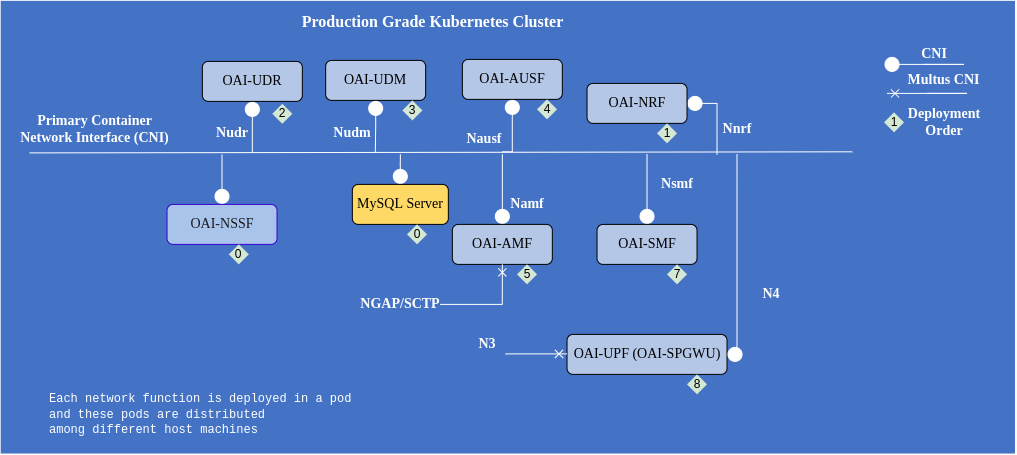 Production Grade Kubernetes Cluster
CNI
Multus CNI
1
Deployment
Order
OAI-UDR
2
OAI-UDM
3
OAI-AUSF
4
OAI-NRF
1
Primary Container
Network Interface (CNI)
Nudr
Nudm
Nausf
Nnrf
OAI-NSSF
0
MySQL Server
0
Namf
OAI-AMF
5
Nsmf
OAI-SMF
7
NGAP/SCTP
N4
N3
OAI-UPF (OAI-SPGWU)
8
Each network function is deployed in a pod
and these pods are distributed
among different host machines